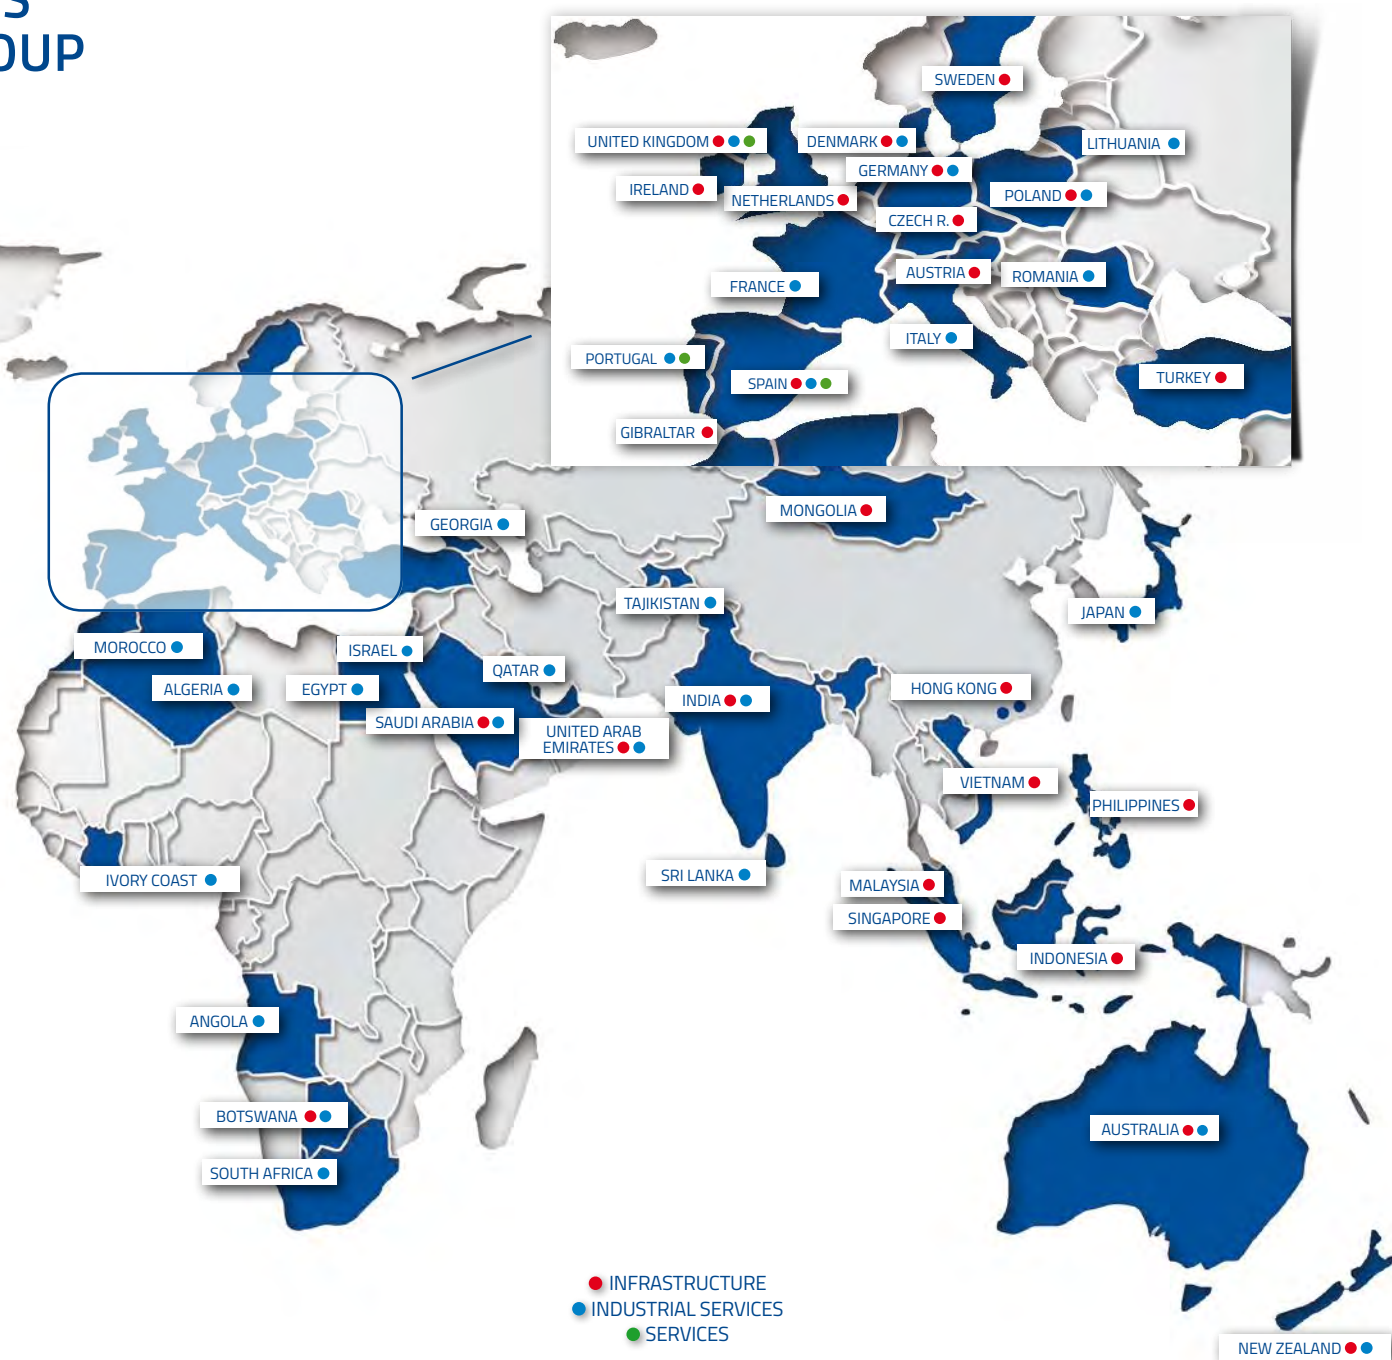 SWEDEN
UNITED KINGDOM
DENMARK
LITHUANIA
GERMANY
IRELAND
NETHERLANDS
POLAND
CZECH R.
AUSTRIA
ROMANIA
FRANCE
ITALY
PORTUGAL
SPAIN
TURKEY
GIBRALTAR
MONGOLIA
GEORGIA
TAJIKISTAN
JAPAN
MOROCCO
ISRAEL
QATAR
ALGERIA
EGYPT
HONG KONG
INDIA
SAUDI ARABIA
UNITED ARAB
EMIRATES
VIETNAM
PHILIPPINES
IVORY COAST
SRI LANKA
MALAYSIA
SINGAPORE
INDONESIA
ANGOLA
BOTSWANA
AUSTRALIA
SOUTH AFRICA
INFRASTRUCTURE
INDUSTRIAL SERVICES
SERVICES
NEW ZEALAND